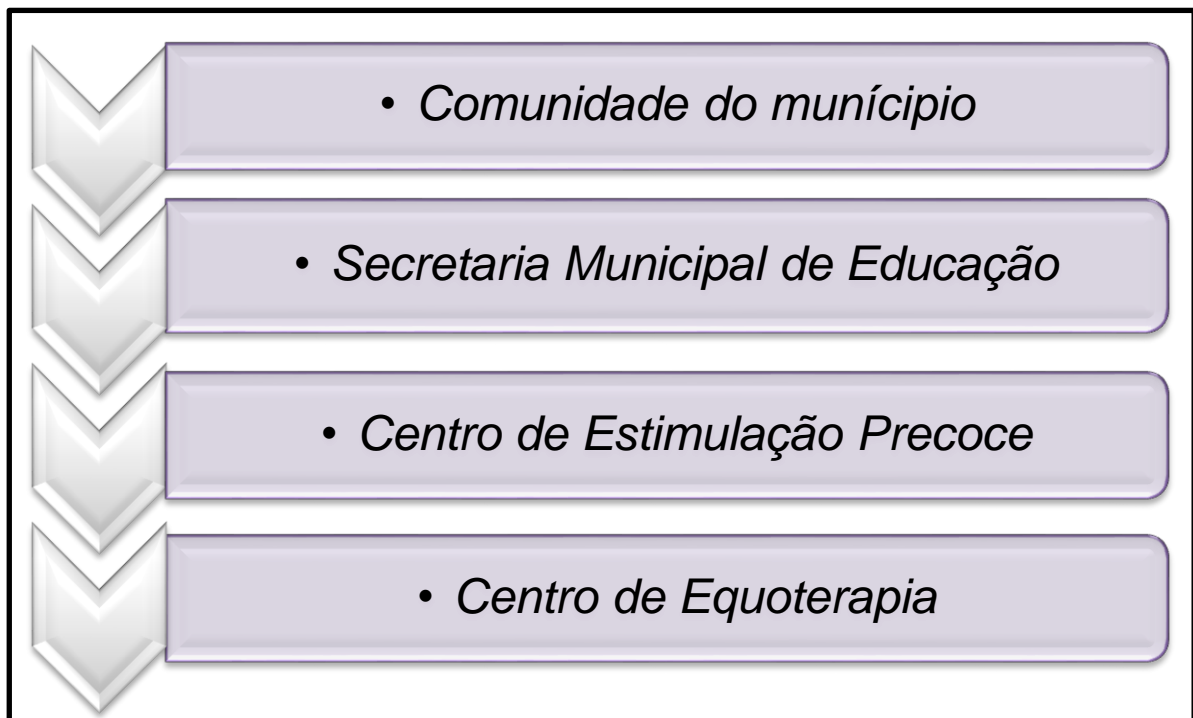 • Comunidade do munícipio
• Secretaria Municipal de Educação
• Centro de Estimulação Precoce
• Centro de Equoterapia